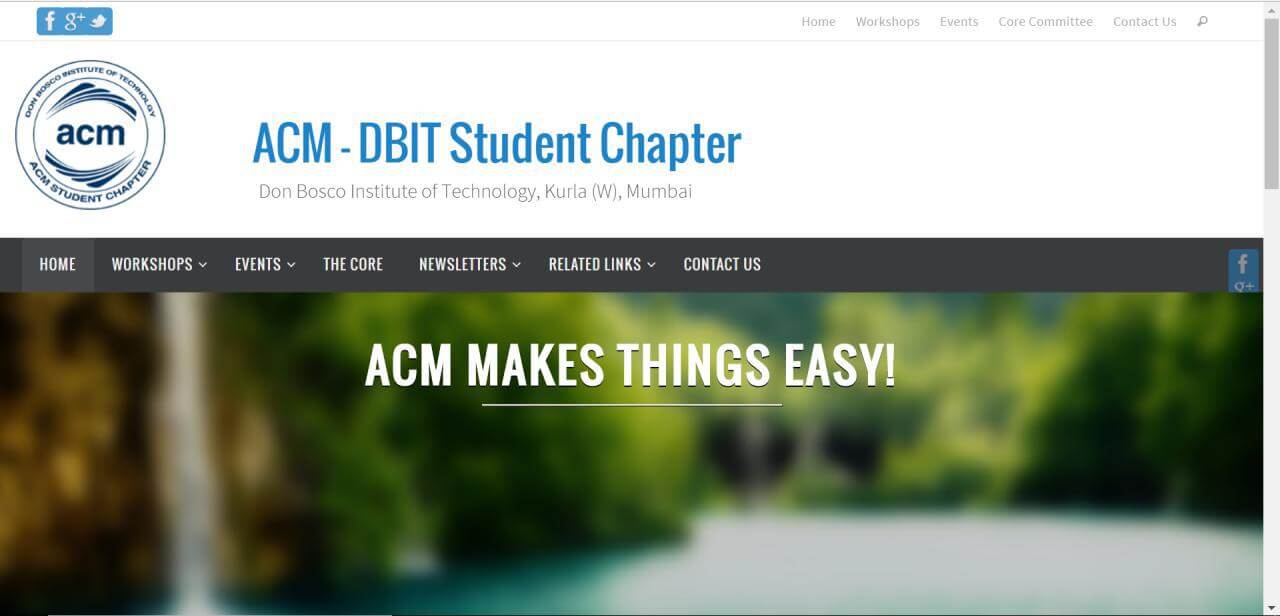 f g+
Home Workshops Events Core Committee Contact Us
DON BOSCO INSTITUTE OF TECHNOLOGY
acm
ACM STUDENT CHAPTER
ACM - DBIT Student Chapter
Don Bosco Institute of Technology, Kurla (W), Mumbai
HOME WORKSHOPS EVENTS THE CORE NEWSLETTERS RELATED LINKS CONTACT US
f
g+
ACM MAKES THINGS EASY!